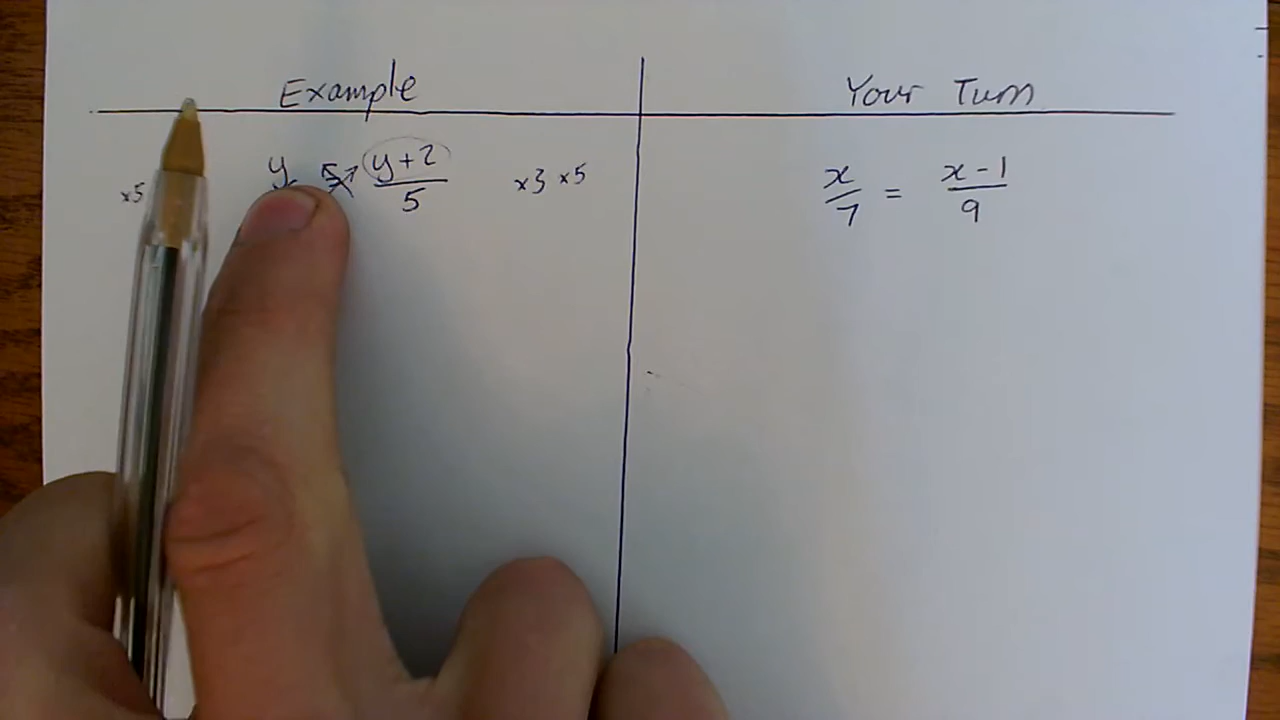 Example
Your Turn
×5 y = y + 2 / 5 ×3 ×5
x / 7 = x - 1 / 9